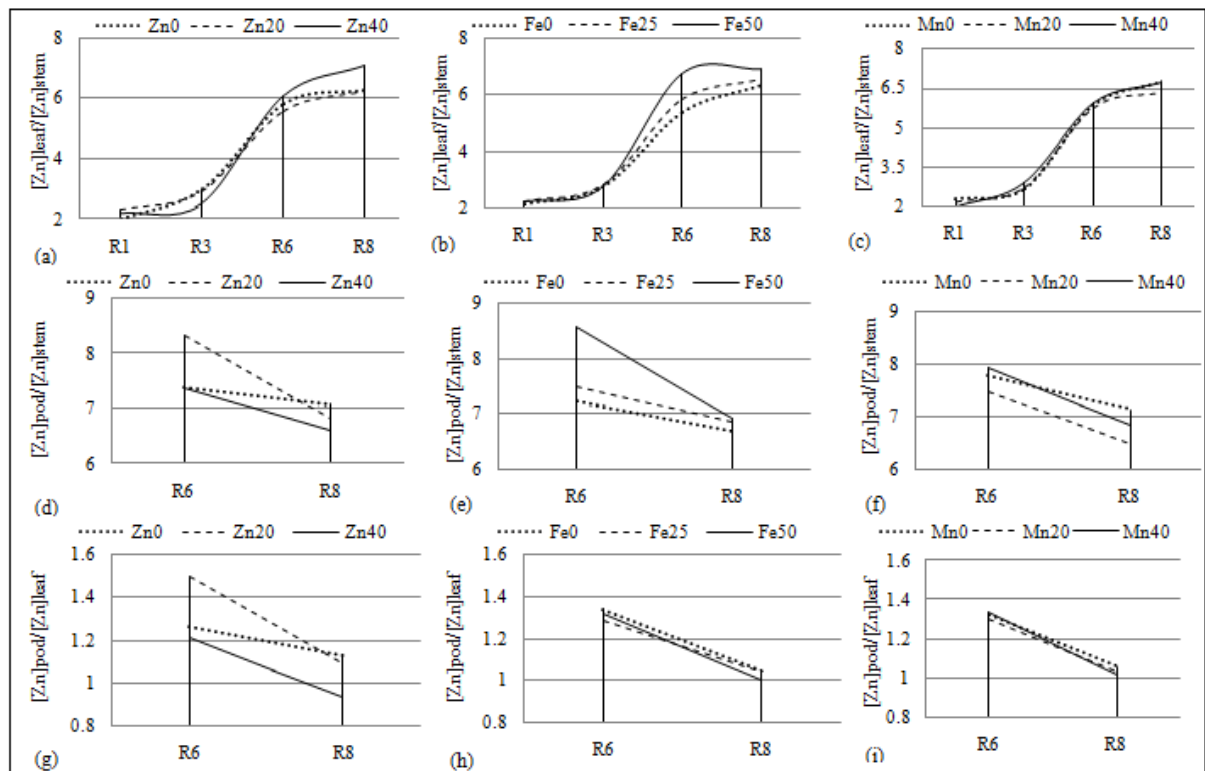 Zn0 Zn20 Zn40
[Zn]leaf/[Zn]stem
8
6
4
2
R1 R3 R6 R8
(a)
Fe0 Fe25 Fe50
[Zn]leaf/[Zn]stem
8
6
4
2
R1 R3 R6 R8
(b)
Mn0 Mn20 Mn40
[Zn]leaf/[Zn]stem
8
6.5
5
3.5
2
R1 R3 R6 R8
(c)
Zn0 Zn20 Zn40
[Zn]pod/[Zn]stem
9
8
7
6
R6 R8
(d)
Fe0 Fe25 Fe50
[Zn]pod/[Zn]stem
9
8
7
6
R6 R8
(e)
Mn0 Mn20 Mn40
[Zn]pod/[Zn]stem
9
8
7
6
R6 R8
(f)
Zn0 Zn20 Zn40
[Zn]pod/[Zn]leaf
1.6
1.4
1.2
1
0.8
R6 R8
(g)
Fe0 Fe25 Fe50
[Zn]pod/[Zn]leaf
1.6
1.4
1.2
1
0.8
R6 R8
(h)
Mn0 Mn20 Mn40
[Zn]pod/[Zn]leaf
1.6
1.4
1.2
1
0.8
R6 R8
(i)